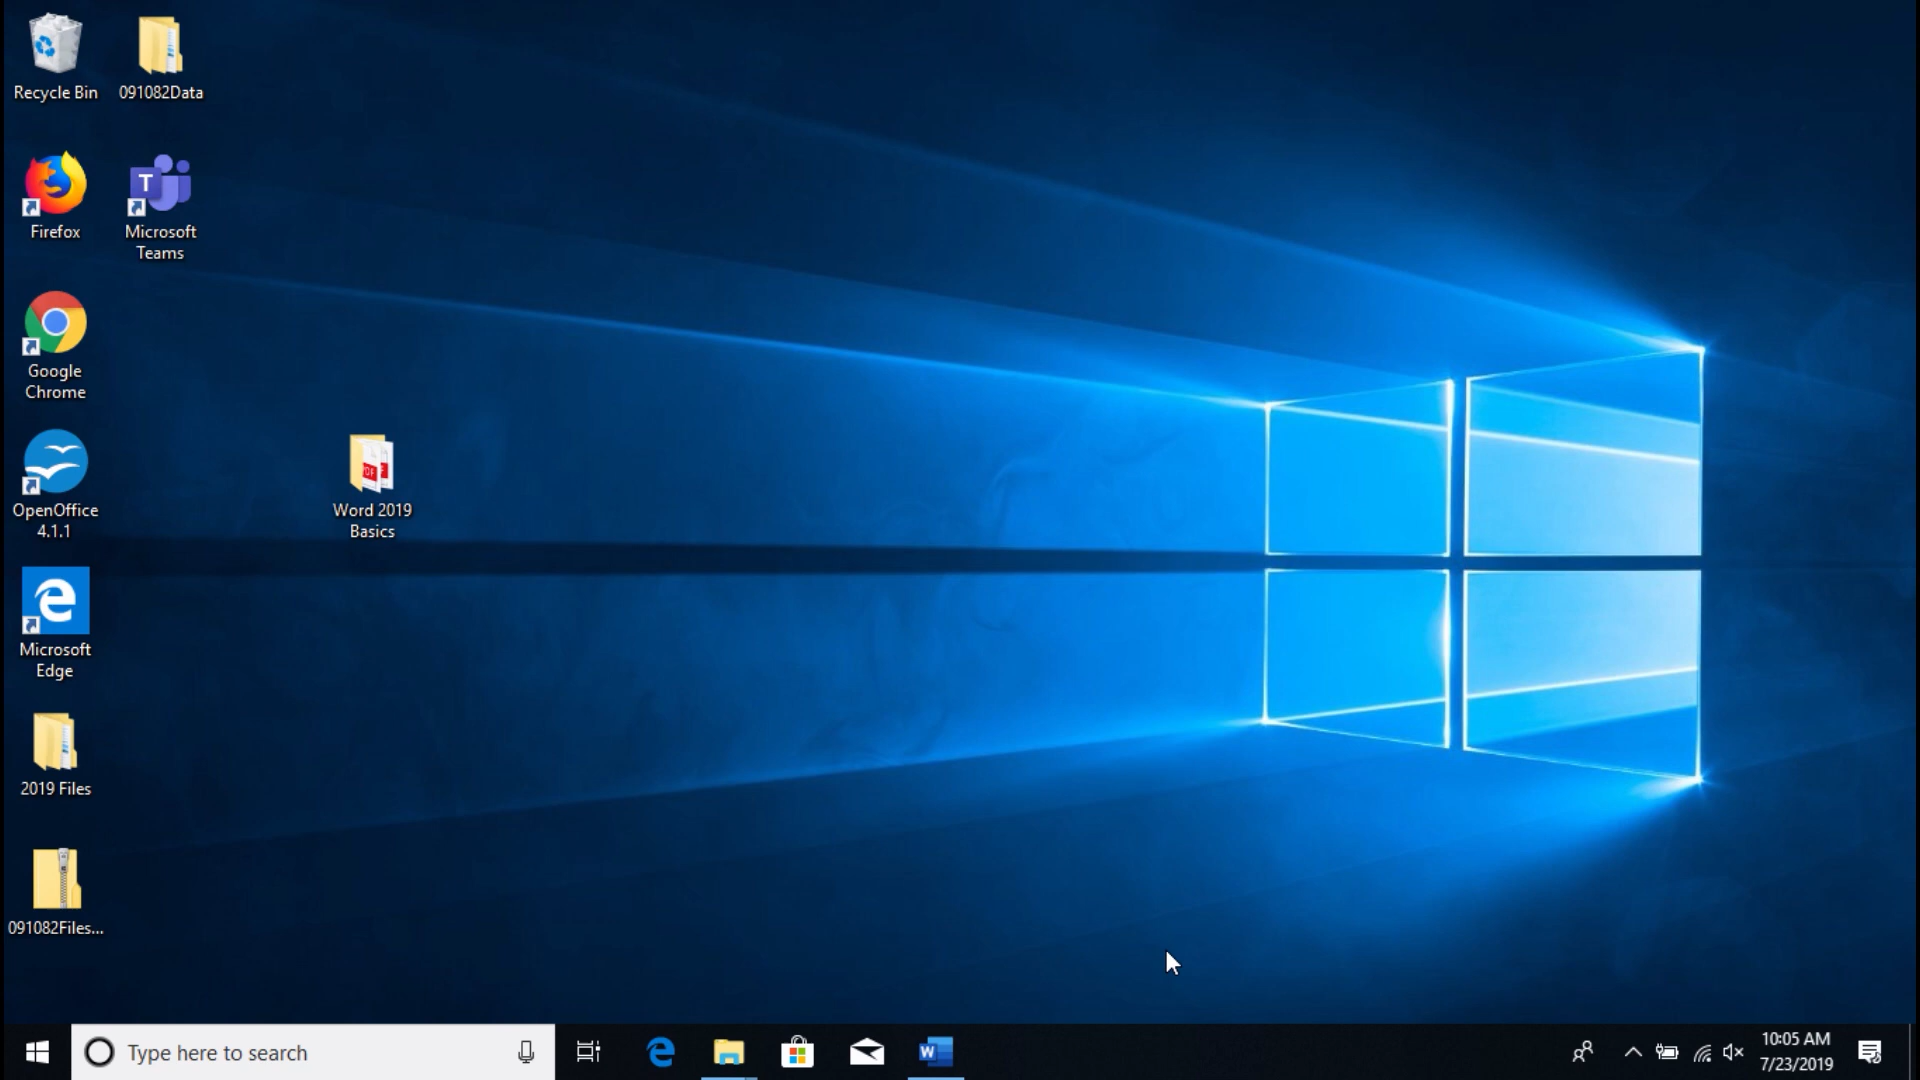 Recycle Bin
091082Data
Firefox
T
Microsoft
Teams
Google
Chrome
OpenOffice
4.1.1
PDF
Word 2019
Basics
Microsoft
Edge
2019 Files
091082Files...
Type here to search
W
10:05 AM
7/23/2019